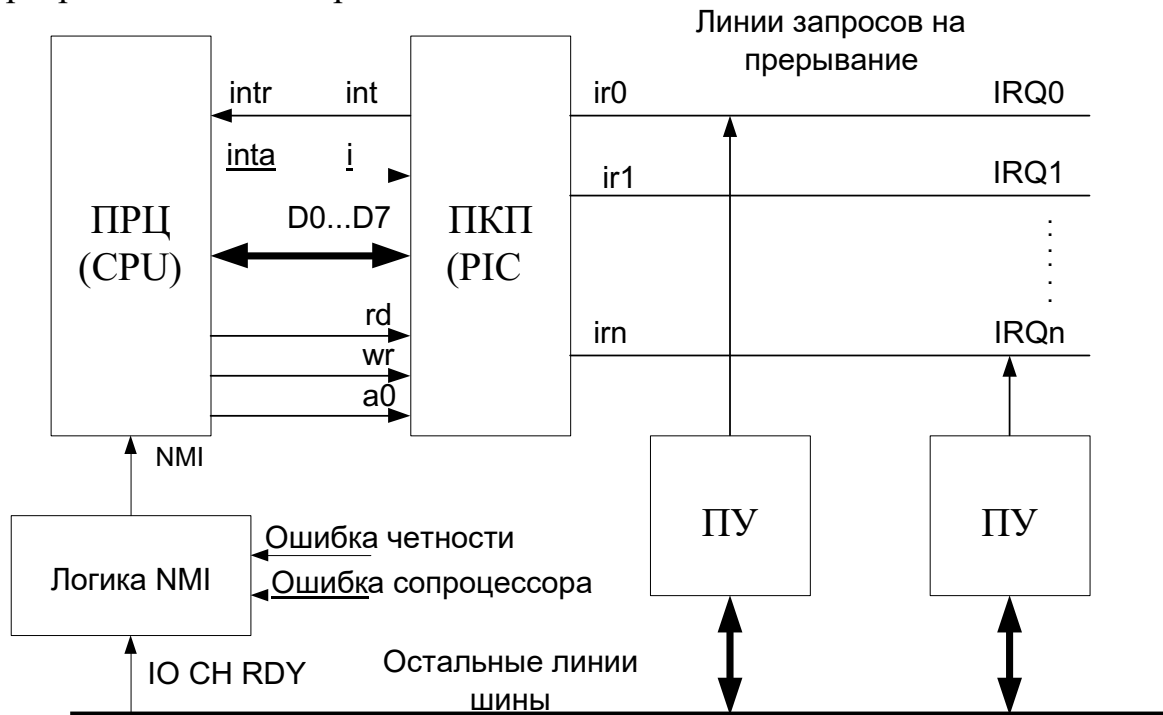 Линии запросов на
прерывание
intr int ir0 IRQ0
inta i ir1 IRQ1
ПРЦ
(CPU)
D0...D7
ПКП
(PIC
rd
wr
a0
irn IRQn
NMI
ПУ
ПУ
Логика NMI
Ошибка четности
Ошибка сопроцессора
IO CH RDY
Остальные линии
шины